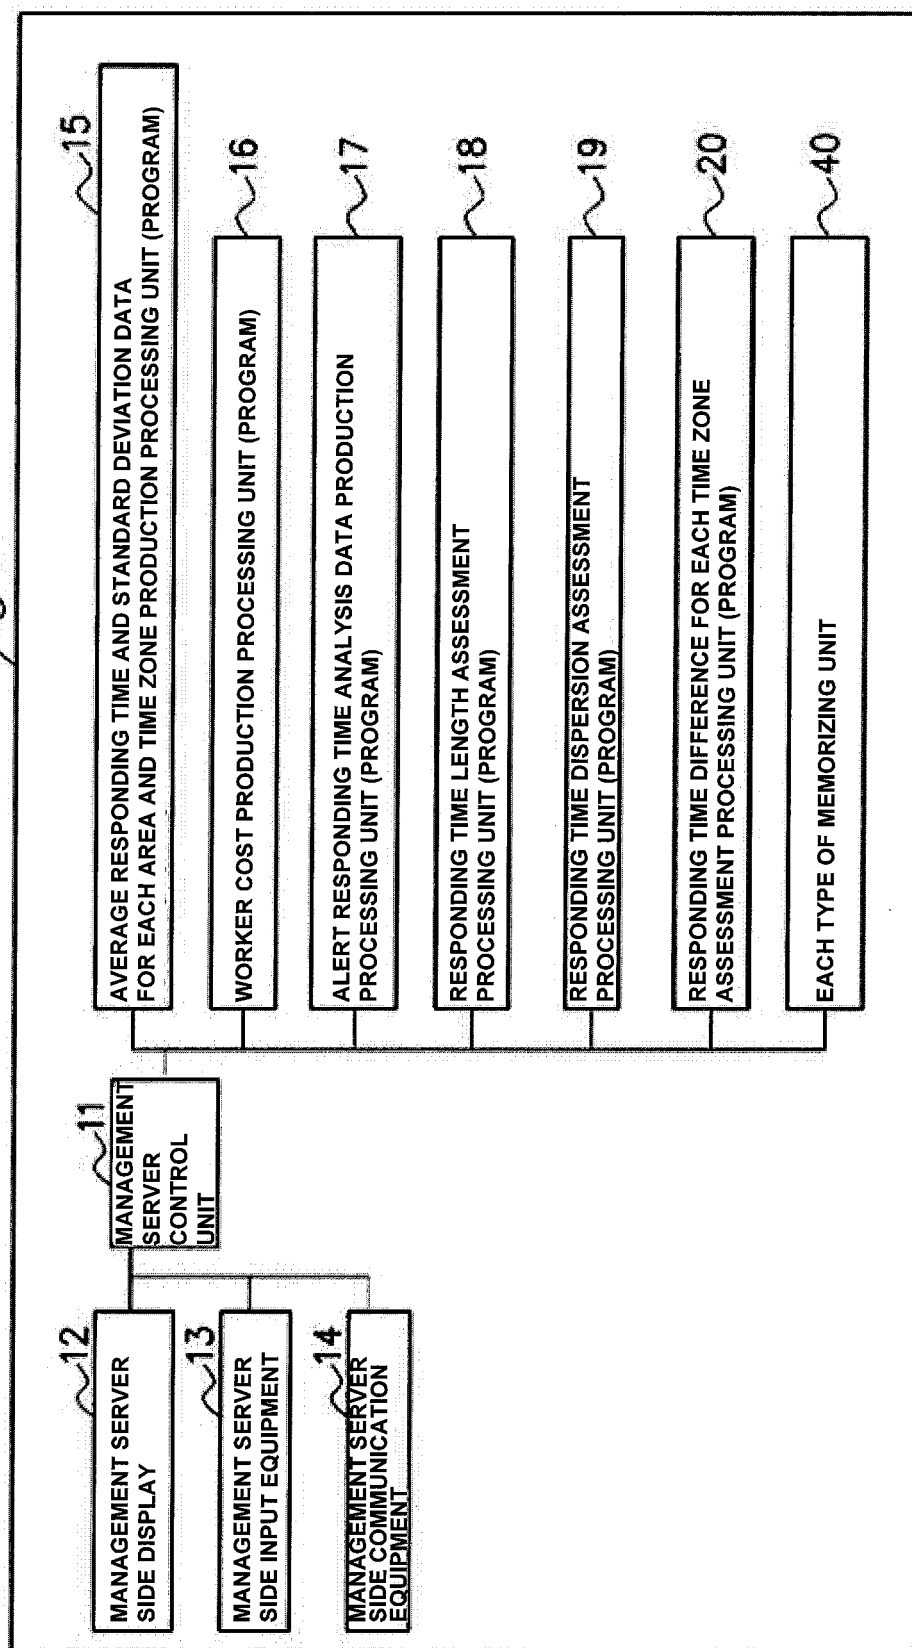 15
AVERAGE RESPONDING TIME AND STANDARD DEVIATION DATA
FOR EACH AREA AND TIME ZONE PRODUCTION PROCESSING UNIT (PROGRAM)
16
WORKER COST PRODUCTION PROCESSING UNIT (PROGRAM)
17
ALERT RESPONDING TIME ANALYSIS DATA PRODUCTION
PROCESSING UNIT (PROGRAM)
18
RESPONDING TIME LENGTH ASSESSMENT
PROCESSING UNIT (PROGRAM)
19
RESPONDING TIME DISPERSION ASSESSMENT
PROCESSING UNIT (PROGRAM)
20
RESPONDING TIME DIFFERENCE FOR EACH TIME ZONE
ASSESSMENT PROCESSING UNIT (PROGRAM)
40
EACH TYPE OF MEMORIZING UNIT
11
MANAGEMENT
SERVER
CONTROL
UNIT
12
MANAGEMENT SERVER
SIDE DISPLAY
13
MANAGEMENT SERVER
SIDE INPUT EQUIPMENT
14
MANAGEMENT SERVER
SIDE COMMUNICATION
EQUIPMENT